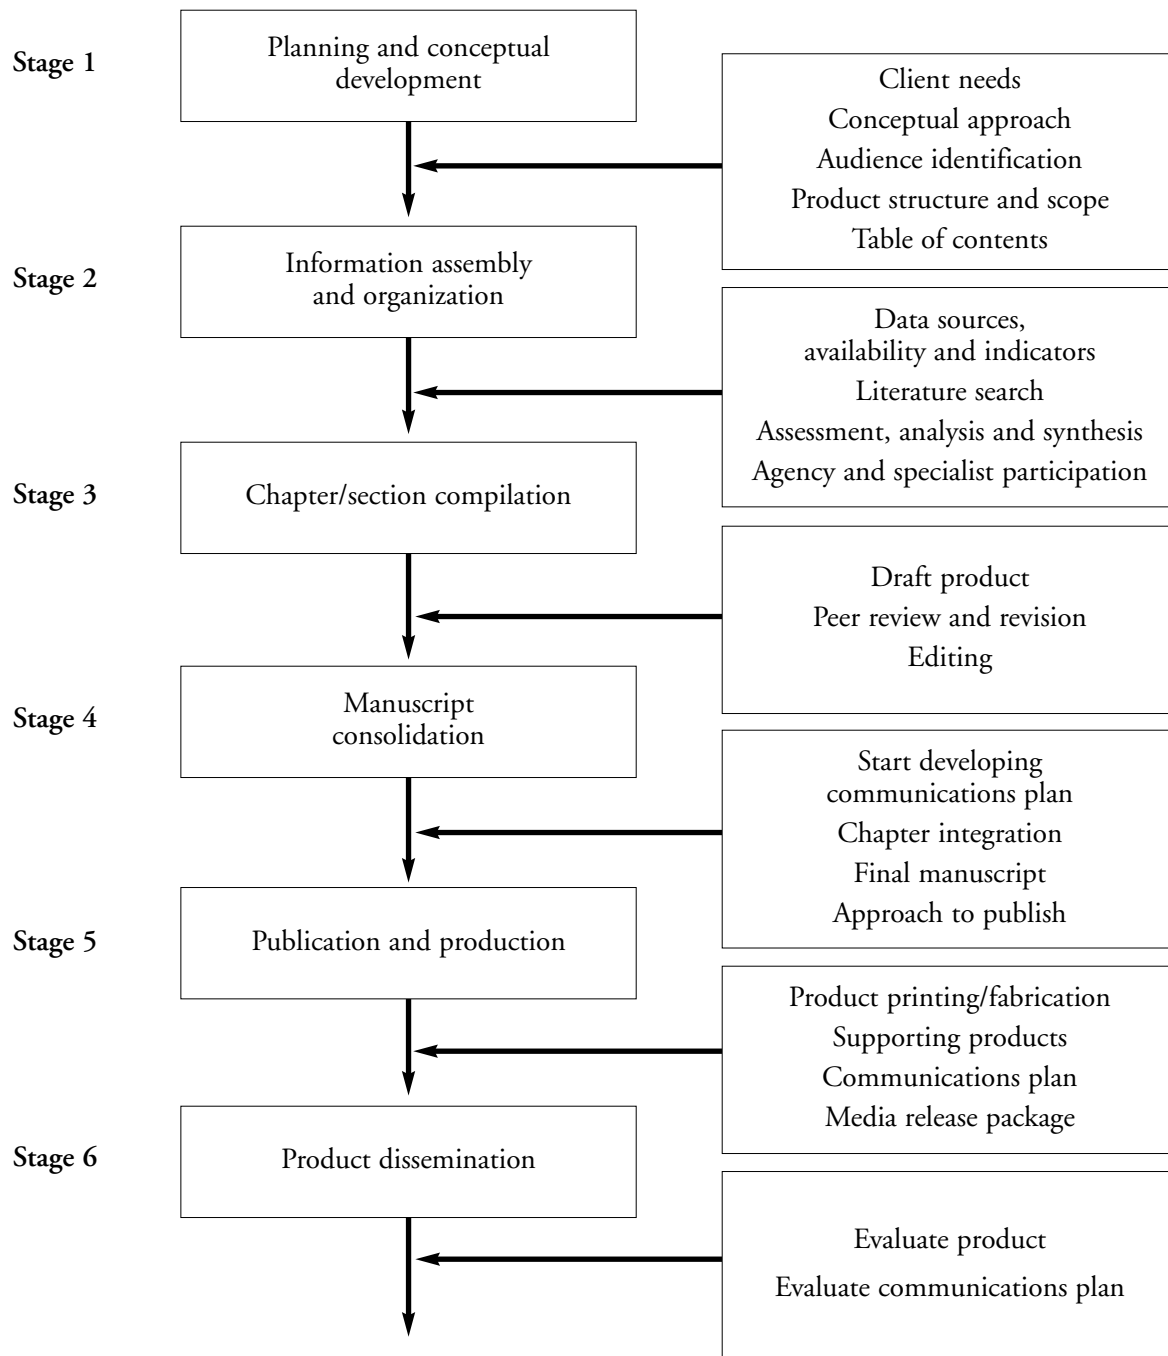 Stage 1
Planning and conceptual
development
Client needs
Conceptual approach
Audience identification
Product structure and scope
Table of contents
Stage 2
Information assembly
and organization
Data sources,
availability and indicators
Literature search
Assessment, analysis and synthesis
Agency and specialist participation
Stage 3
Chapter/section compilation
Draft product
Peer review and revision
Editing
Stage 4
Manuscript
consolidation
Start developing
communications plan
Chapter integration
Final manuscript
Approach to publish
Stage 5
Publication and production
Product printing/fabrication
Supporting products
Communications plan
Media release package
Stage 6
Product dissemination
Evaluate product
Evaluate communications plan